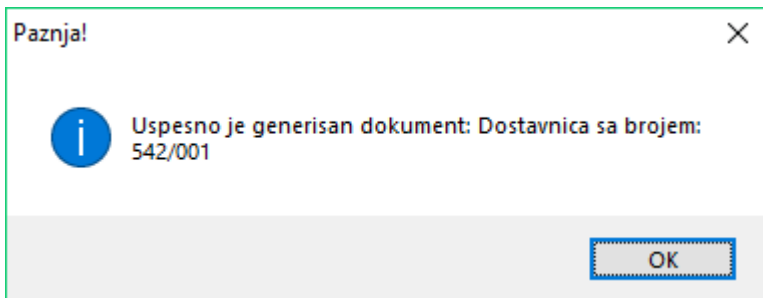 Paznja!
Uspesno je generisan dokument: Dostavnica sa brojem:
542/001
OK